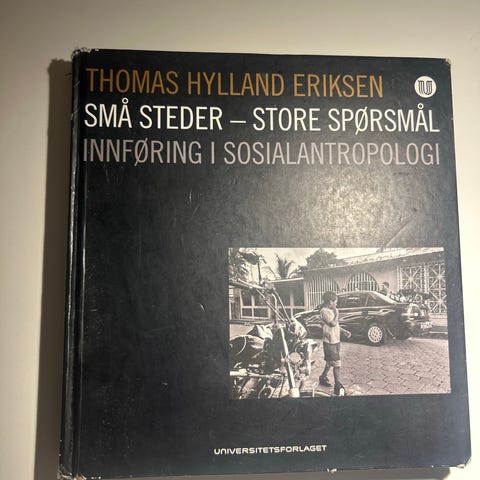 THOMAS HYLLAND ERIKSEN
SMÅ STEDER – STORE SPØRSMÅL
INNFØRING I SOSIALANTROPOLOGI
UNIVERSITETSFORLAGET